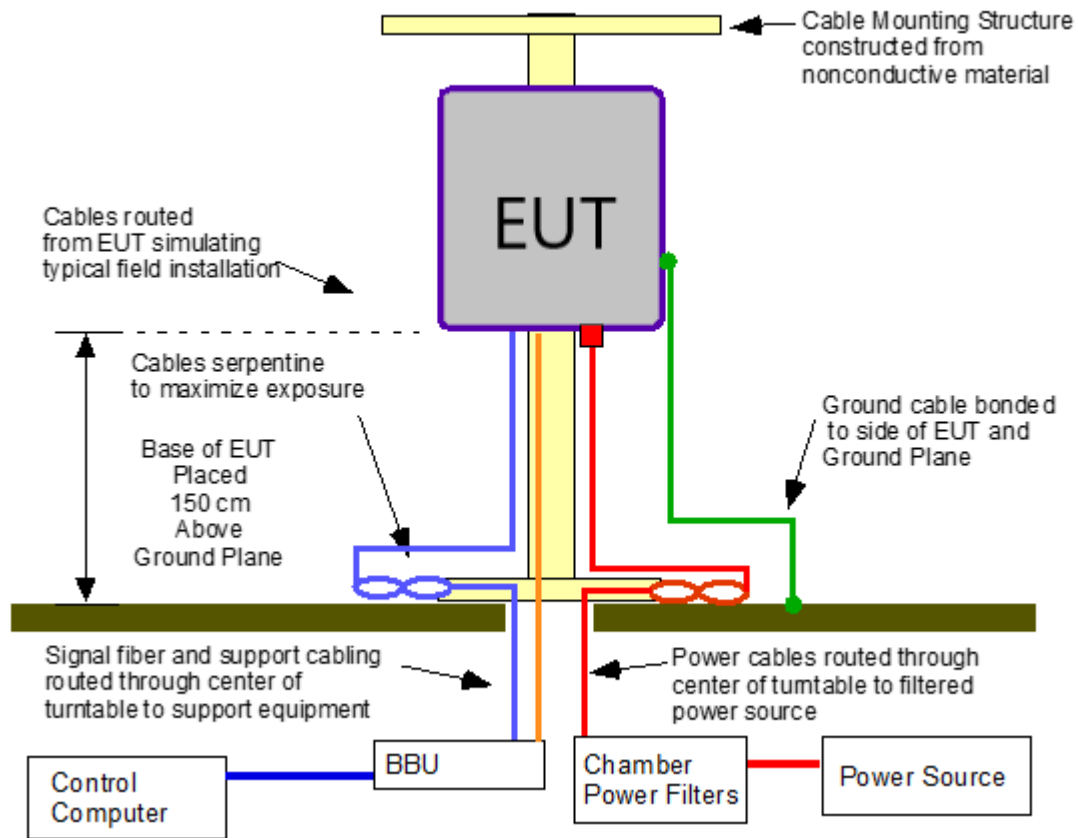 Cable Mounting Structure
constructed from
nonconductive material
EUT
Cables routed
from EUT simulating
typical field installation
Cables serpentine
to maximize exposure
Base of EUT
Placed
150 cm
Above
Ground Plane
Ground cable bonded
to side of EUT and
Ground Plane
Signal fiber and support cabling
routed through center of
turntable to support equipment
Power cables routed through
center of turntable to filtered
power source
Control
Computer
BBU
Chamber
Power Filters
Power Source